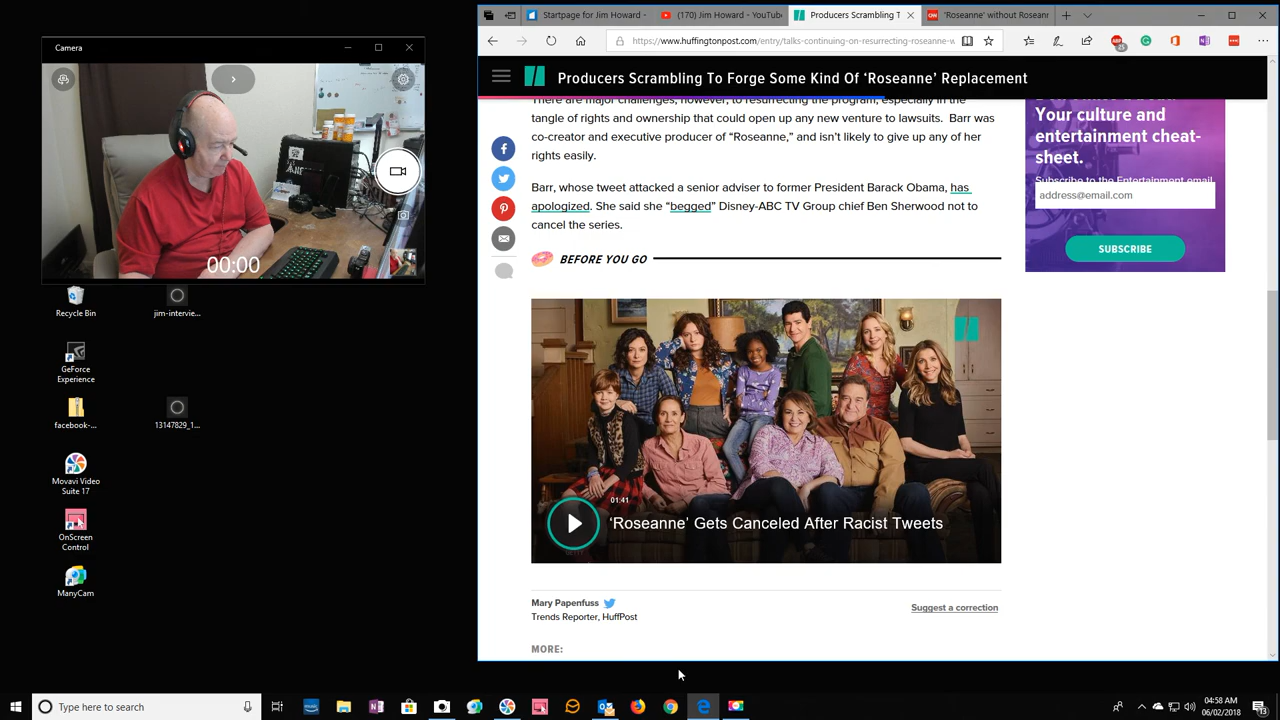 Camera
00:00
Recycle Bin
jim-intervie...
GeForce
Experience
facebook-...
13147829_1...
Movavi Video
Suite 17
OnScreen
Control
ManyCam
Startpage for Jim Howard -
(170) Jim Howard - YouTub
Producers Scrambling T
'Roseanne' without Roseann
https://www.huffingtonpost.com/entry/talks-continuing-on-resurrecting-roseanne-w
25
Producers Scrambling To Forge Some Kind Of ‘Roseanne’ Replacement
There are major challenges, however, to resurrecting the program, especially in the
tangle of rights and ownership that could open up any new venture to lawsuits. Barr was
co-creator and executive producer of “Roseanne,” and isn’t likely to give up any of her
rights easily.
Barr, whose tweet attacked a senior adviser to former President Barack Obama, has
apologized. She said she “begged” Disney-ABC TV Group chief Ben Sherwood not to
cancel the series.
BEFORE YOU GO
01:41
‘Roseanne’ Gets Canceled After Racist Tweets
Mary Papenfuss
Trends Reporter, HuffPost
Suggest a correction
MORE:
Your culture and
entertainment cheat-
sheet.
Subscribe to the Entertainment email
address@email.com
SUBSCRIBE
Type here to search
04:58 AM
06/02/2018
13